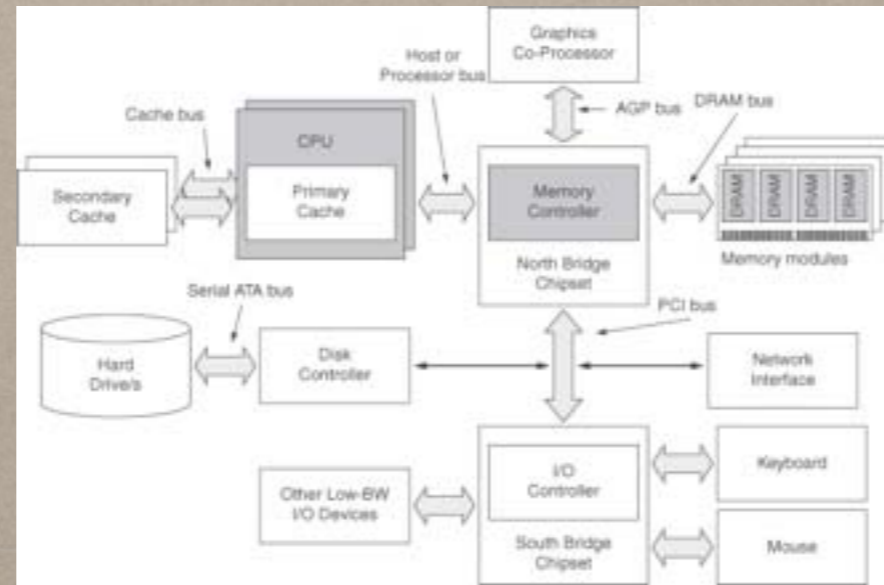 Graphics
Co-Processor
Host or
Processor bus
AGP bus
DRAM bus
Cache bus
CPU
Secondary
Cache
Primary
Cache
Memory
Controller
North Bridge
Chipset
DRAM
DRAM
DRAM
DRAM
Memory modules
Serial ATA bus
PCI bus
Hard
Drive/s
Disk
Controller
Network
Interface
Other Low-BW
I/O Devices
I/O
Controller
South Bridge
Chipset
Keyboard
Mouse